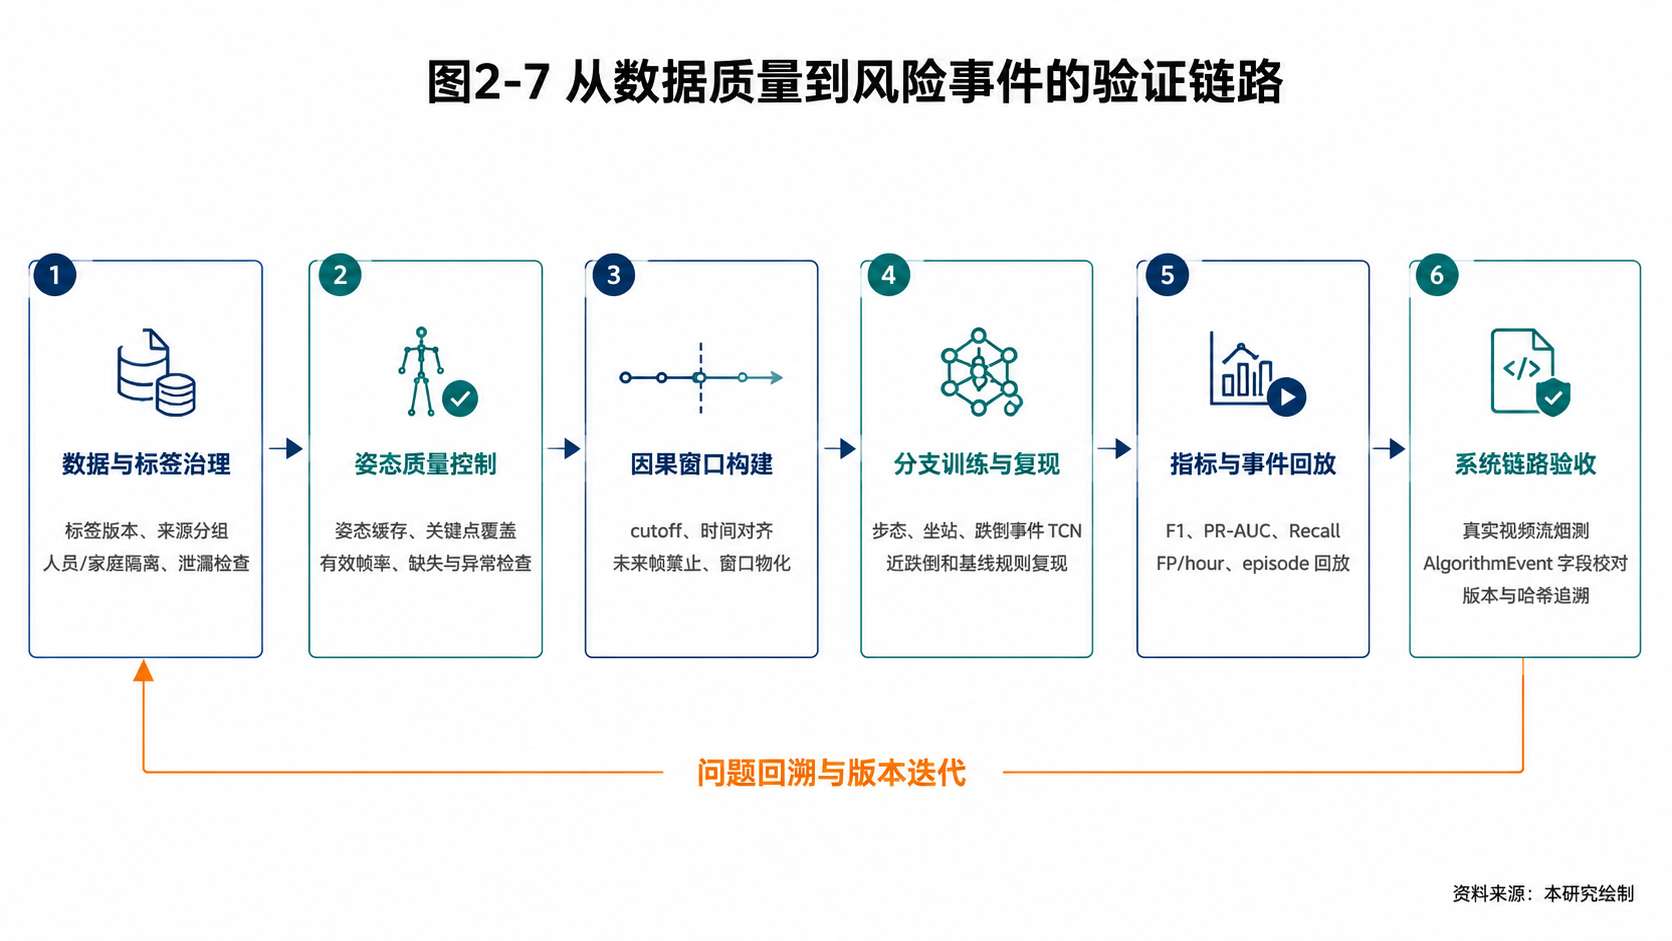 图2-7 从数据质量到风险事件的验证链路
1
数据与标签治理
标签版本、来源分组
人员/家庭隔离、泄漏检查
2
姿态质量控制
姿态缓存、关键点覆盖
有效帧率、缺失与异常检查
3
因果窗口构建
cutoff、时间对齐
未来帧禁止、窗口物化
4
分支训练与复现
步态、坐站、跌倒事件 TCN
近跌倒和基线规则复现
5
指标与事件回放
F1、PR-AUC、Recall
FP/hour、episode 回放
6
</>
系统链路验收
真实视频流烟测
AlgorithmEvent 字段校对
版本与哈希追溯
问题回溯与版本迭代
资料来源：本研究绘制